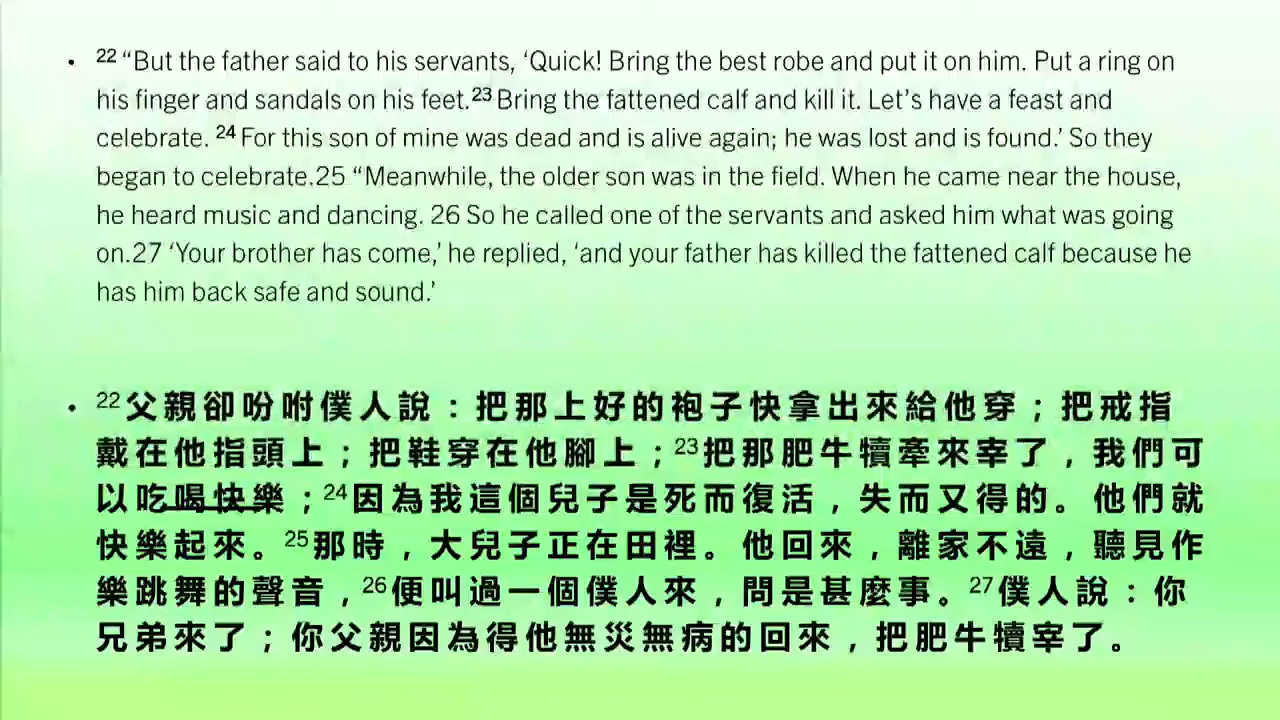 • 22 “But the father said to his servants, ‘Quick! Bring the best robe and put it on him. Put a ring on
his finger and sandals on his feet.23 Bring the fattened calf and kill it. Let’s have a feast and
celebrate. 24 For this son of mine was dead and is alive again; he was lost and is found.’ So they
began to celebrate.25 “Meanwhile, the older son was in the field. When he came near the house,
he heard music and dancing. 26 So he called one of the servants and asked him what was going
on.27 ‘Your brother has come,’ he replied, ‘and your father has killed the fattened calf because he
has him back safe and sound.’
• 22父親卻吩咐僕人說：把那上好的袍子快拿出來給他穿；把戒指
戴在他指頭上；把鞋穿在他腳上；23把那肥牛犢牽來宰了，我們可
以吃喝快樂；24因為我這個兒子是死而復活，失而又得的。他們就
快樂起來。25那時，大兒子正在田裡。他回來，離家不遠，聽見作
樂跳舞的聲音，26便叫過一個僕人來，問是甚麼事。27僕人說：你
兄弟來了；你父親因為得他無災無病的回來，把肥牛犢宰了。